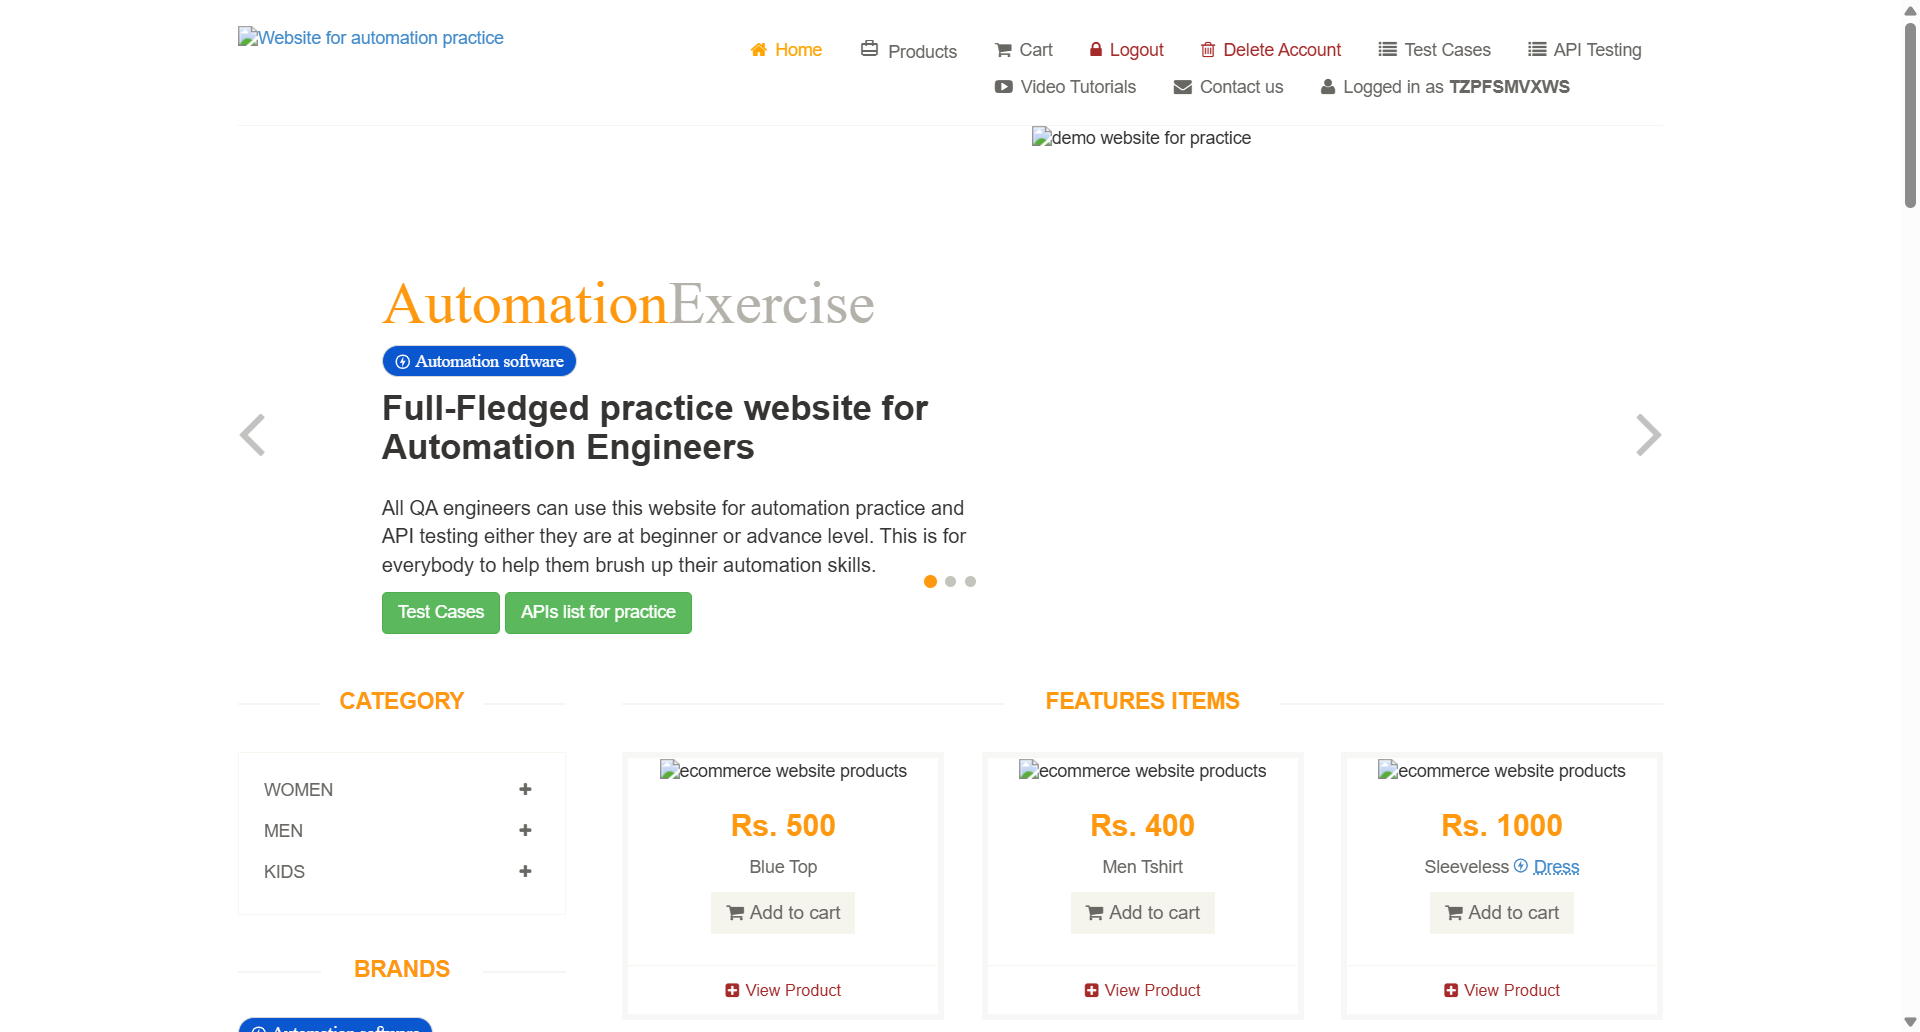 Website for automation practice
Home Products Cart Logout Delete Account Test Cases API Testing
Video Tutorials Contact us Logged in as TZPFSMVXWS
demo website for practice
AutomationExercise
Automation software
Full-Fledged practice website for
Automation Engineers
All QA engineers can use this website for automation practice and
API testing either they are at beginner or advance level. This is for
everybody to help them brush up their automation skills.
Test Cases APIs list for practice
CATEGORY
WOMEN
MEN
KIDS
BRANDS
Automation software
FEATURES ITEMS
ecommerce website products
Rs. 500
Blue Top
Add to cart
View Product
ecommerce website products
Rs. 400
Men Tshirt
Add to cart
View Product
ecommerce website products
Rs. 1000
Sleeveless Dress
Add to cart
View Product